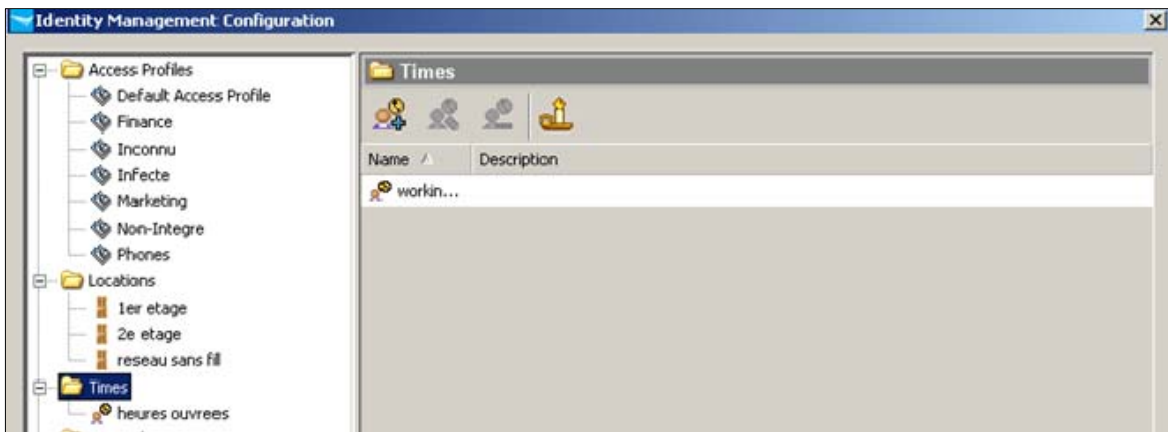 Identity Management Configuration
Access Profiles
Default Access Profile
Finance
Inconnu
Infecte
Marketing
Non-Integre
Phones
Locations
1er etage
2e etage
reseau sans fil
Times
heures ouvrees
Times
Name Description
workin...